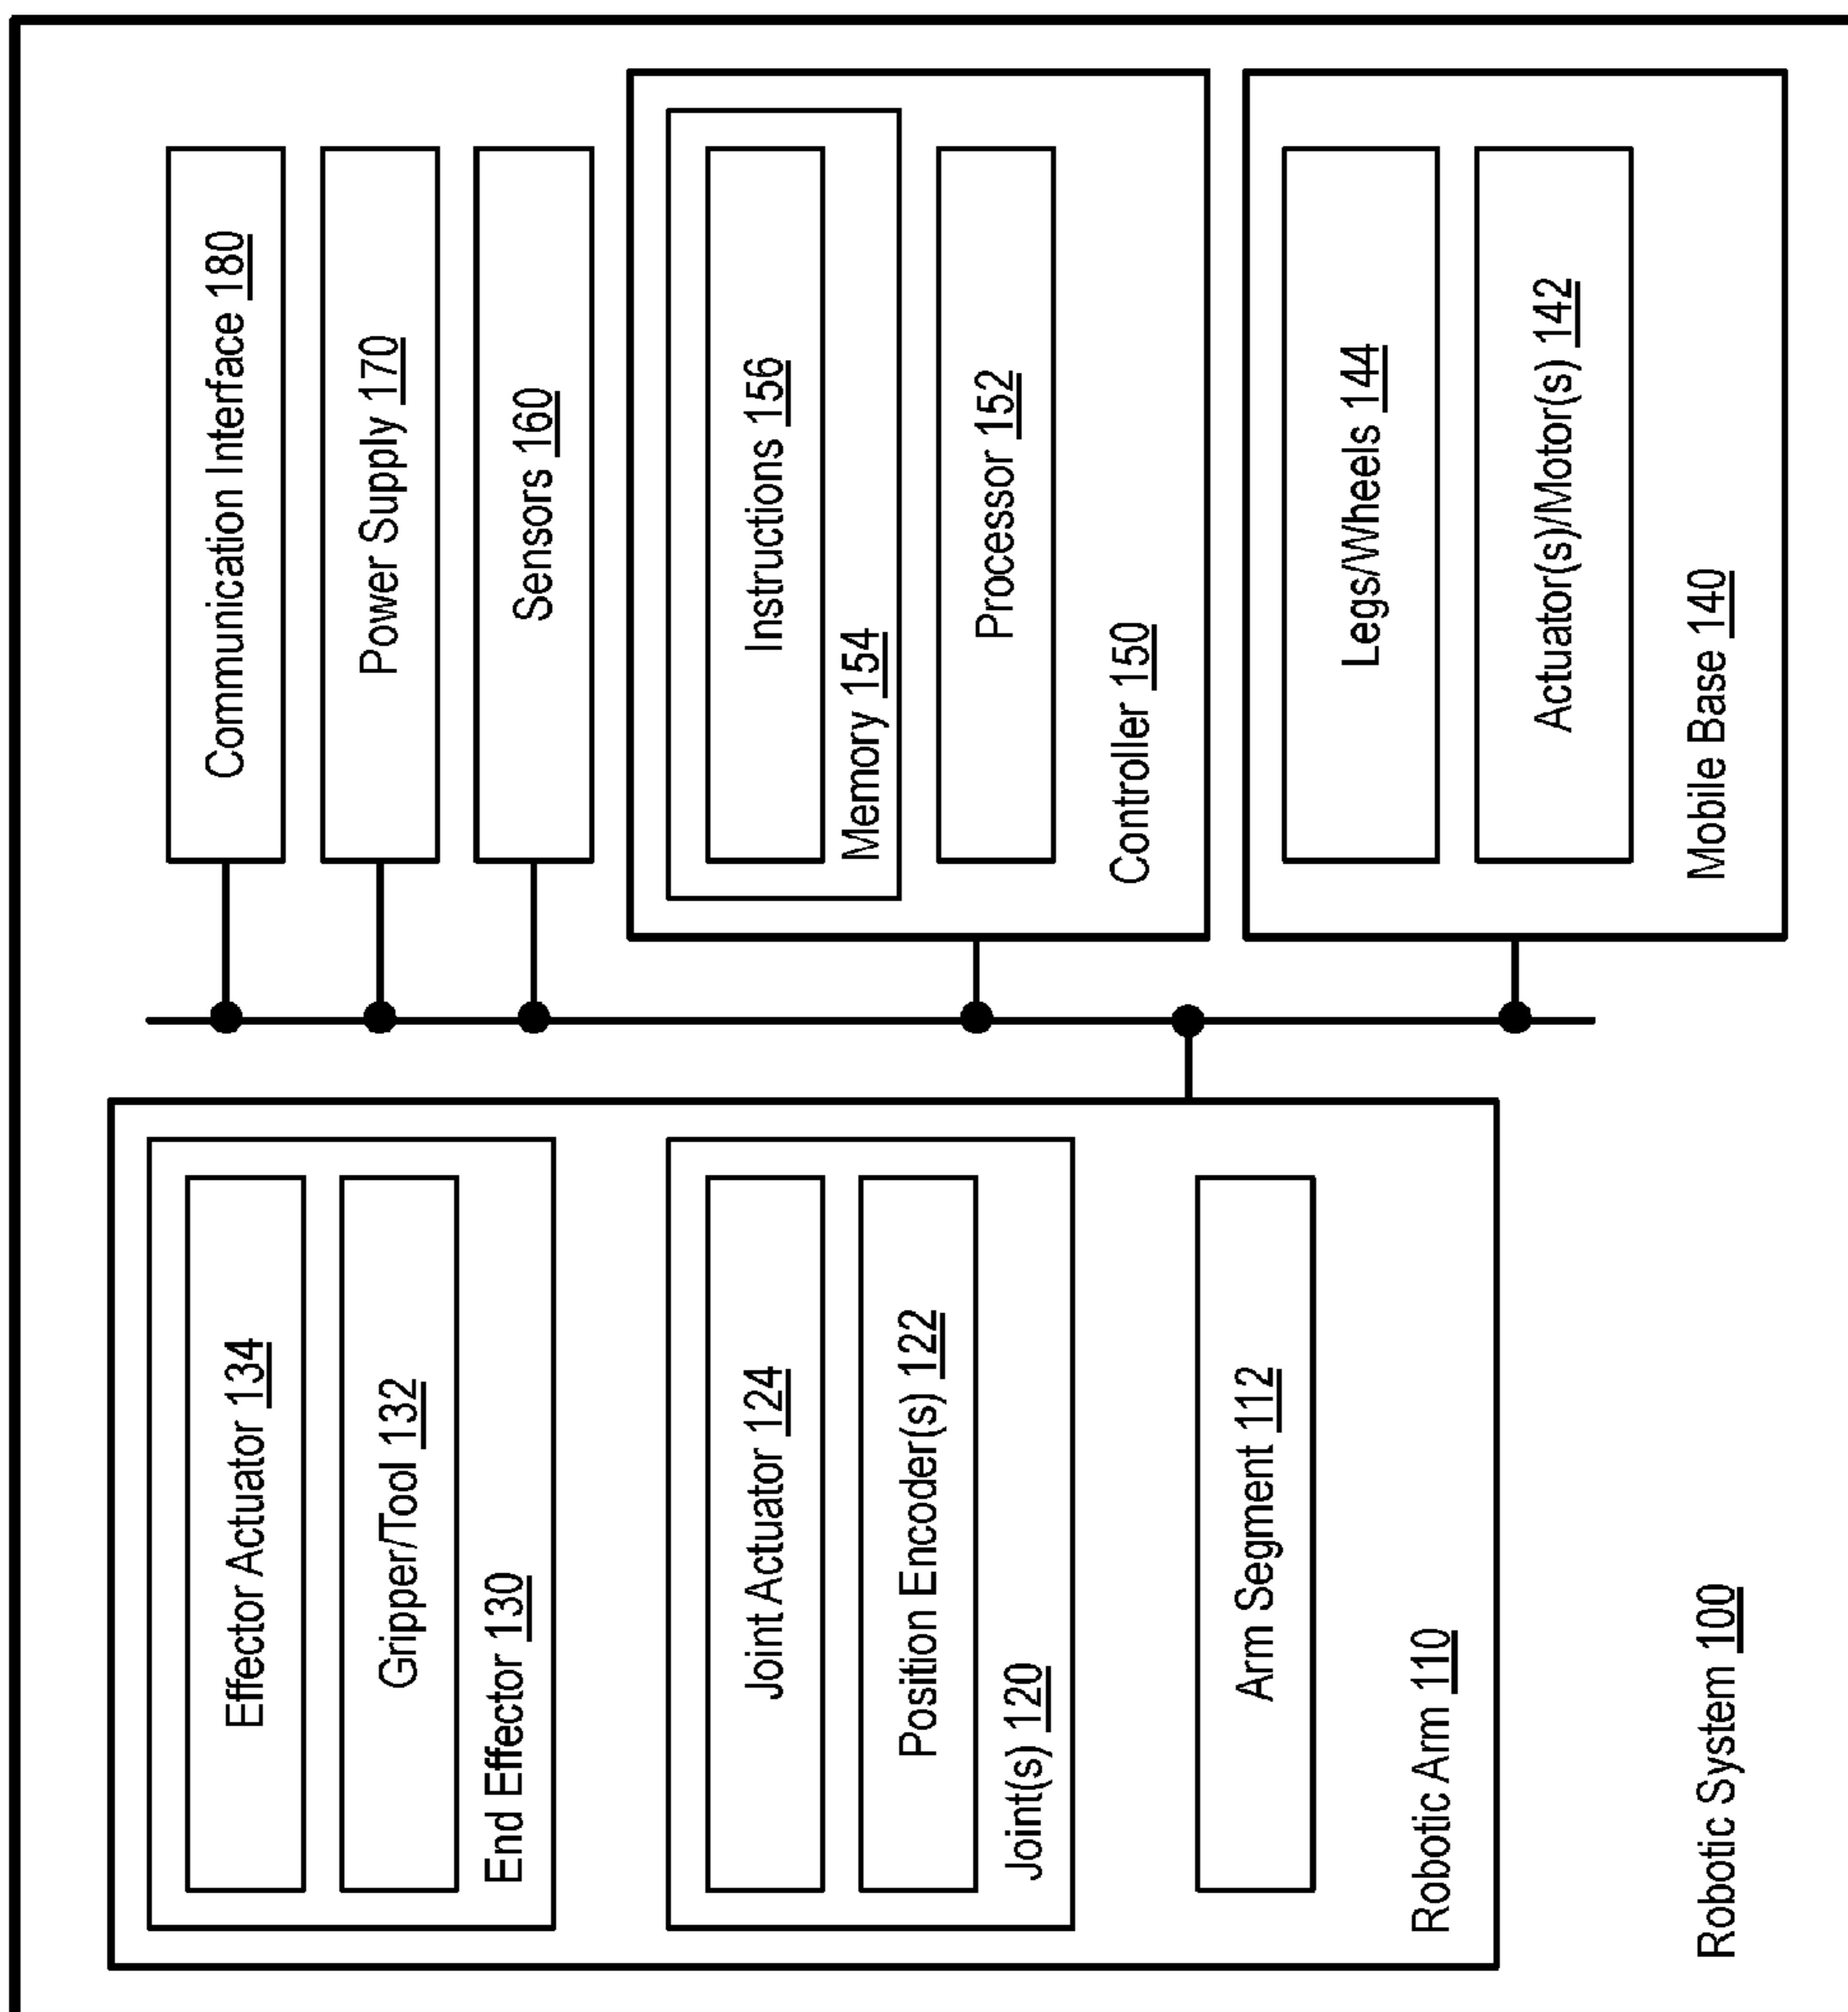 Effector Actuator 134
Gripper/Tool 132
End Effector 130
Joint Actuator 124
Position Encoder(s) 122
Joint(s) 120
Arm Segment 112
Robotic Arm 110
Robotic System 100
Communication Interface 180
Power Supply 170
Sensors 160
Instructions 156
Memory 154
Processor 152
Controller 150
Legs/Wheels 144
Actuator(s)/Motor(s) 142
Mobile Base 140